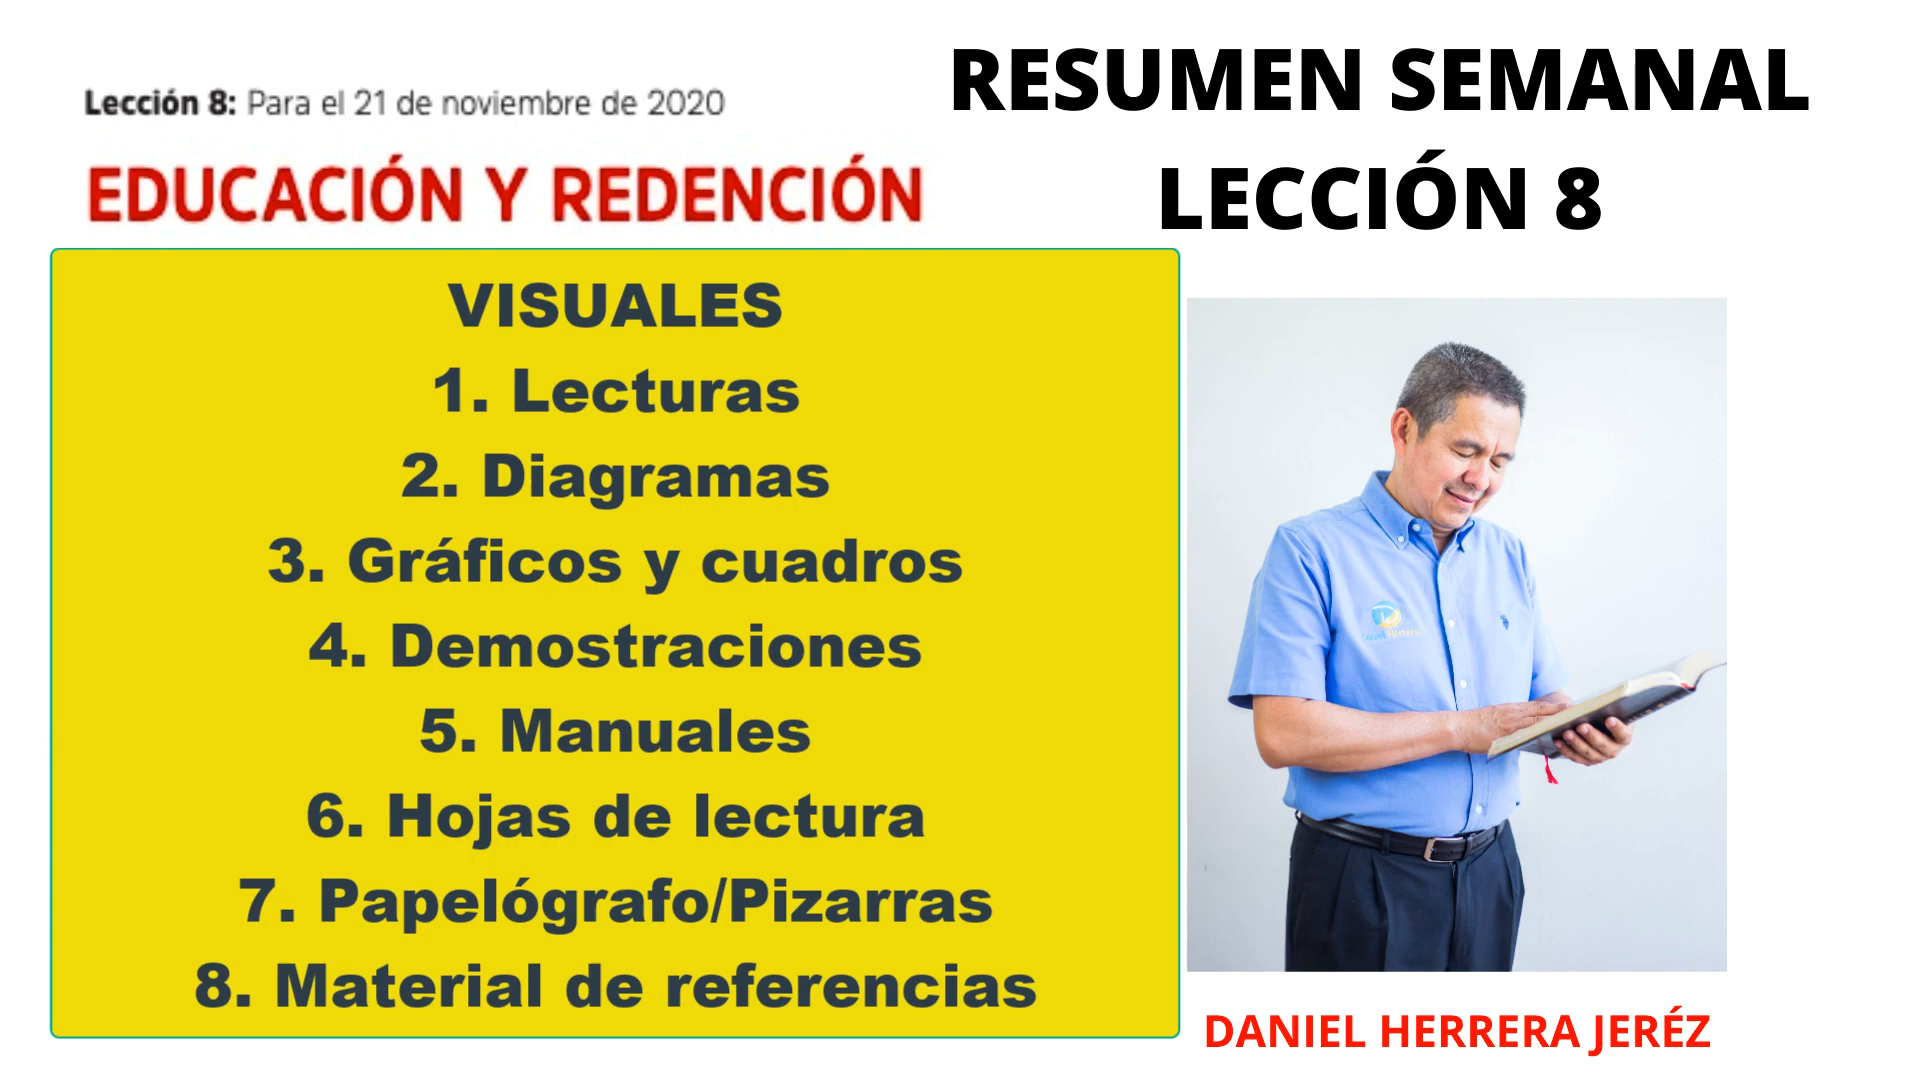 Lección 8: Para el 21 de noviembre de 2020
EDUCACIÓN Y REDENCIÓN
RESUMEN SEMANAL
LECCIÓN 8
VISUALES
1. Lecturas
2. Diagramas
3. Gráficos y cuadros
4. Demostraciones
5. Manuales
6. Hojas de lectura
7. Papelógrafo/Pizarras
8. Material de referencias
DANIEL HERRERA JERÉZ